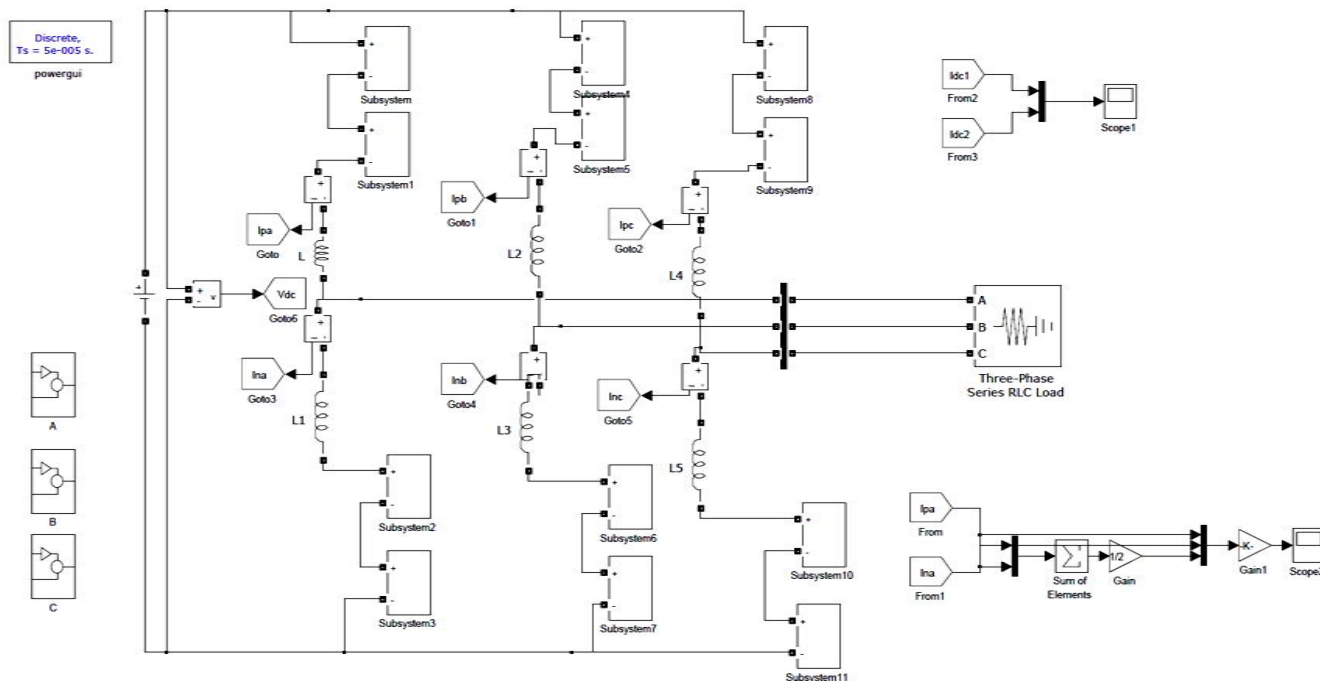 Discrete,
Ts = 5e-005 s.
powergui
+
-
Subsystem
+
-
Subsystem1
+
-
Subsystem4
+
-
Subsystem5
+
-
Subsystem8
+
-
Subsystem9
Idc1
From2
Idc2
From3
Scope1
+
-
Ipa
Goto
L
+
-
Ipb
Goto1
L2
+
-
Ipc
Goto2
L4
+
+
-
v
Vdc
Goto6
A
B
C
Three-Phase
Series RLC Load
+
-
Ina
Goto3
L1
+
-
Inb
Goto4
L3
+
-
Inc
Goto5
L5
A
B
C
+
-
Subsystem2
+
-
Subsystem3
+
-
Subsystem6
+
-
Subsystem7
+
-
Subsystem10
+
-
Subsystem11
Ipa
From
Ina
From1
Σ
Sum of
Elements
1/2
Gain
-K-
Gain1
Scope2